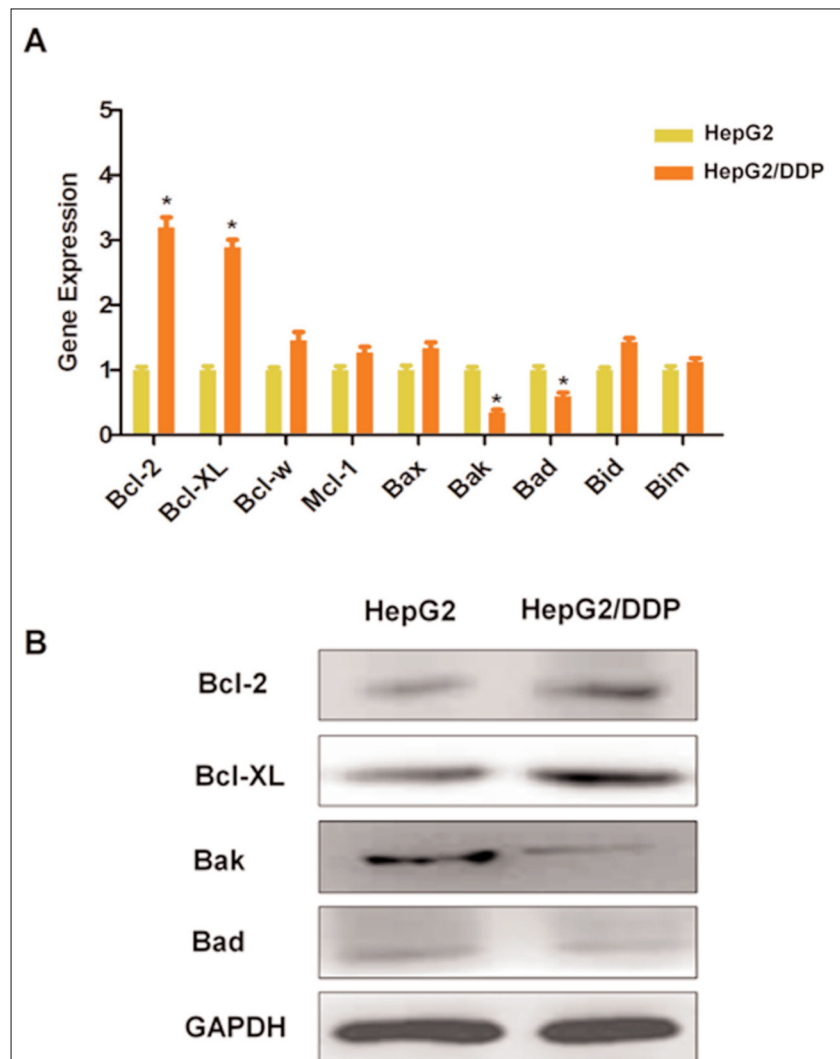 A
5
4
3
2
1
0
Gene Expression
HepG2
HepG2/DDP
*
*
*
*
Bcl-2
Bcl-XL
Bcl-w
Mcl-1
Bax
Bak
Bad
Bid
Bim
B
HepG2 HepG2/DDP
Bcl-2
Bcl-XL
Bak
Bad
GAPDH